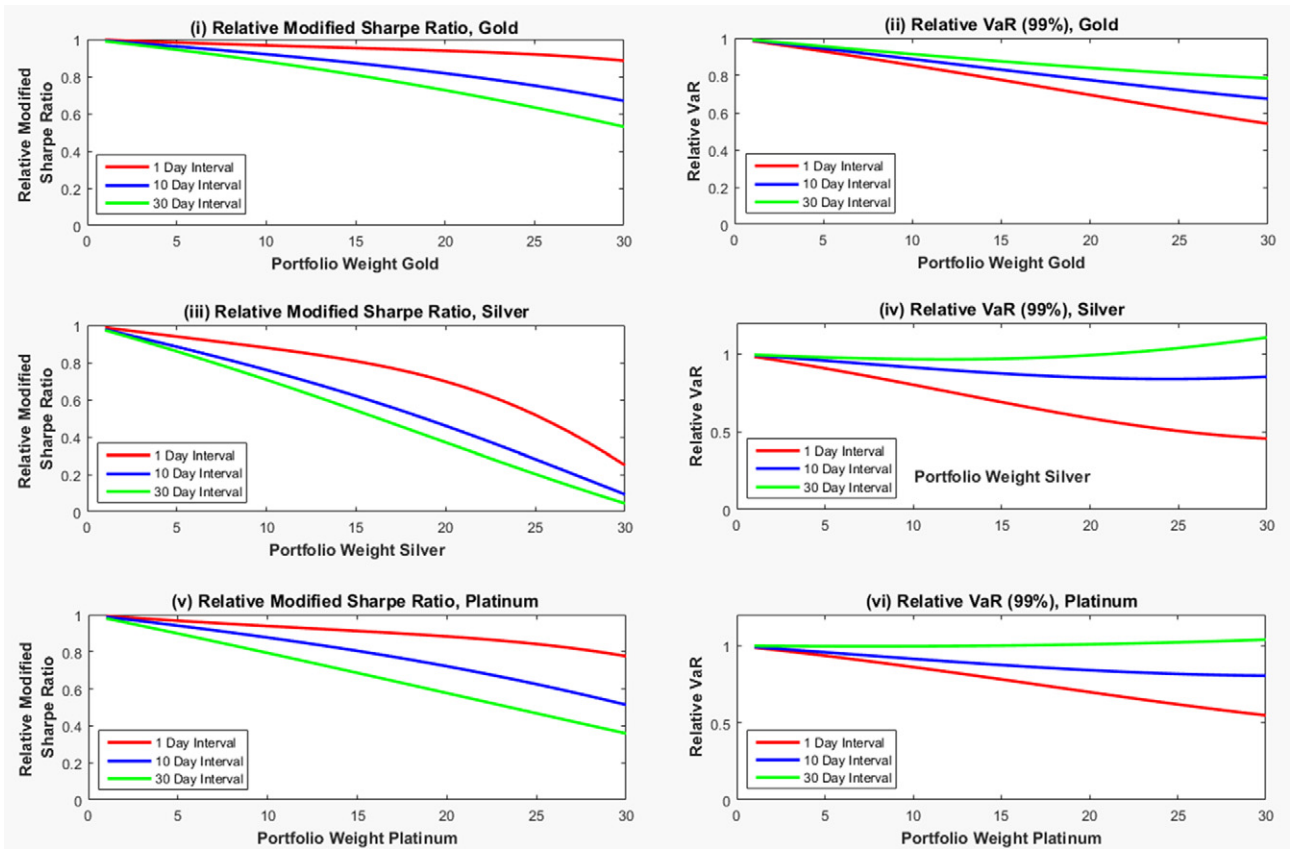 (i) Relative Modified Sharpe Ratio, Gold
Relative Modified
Sharpe Ratio
1
0.8
0.6
0.4
0.2
0
1 Day Interval
10 Day Interval
30 Day Interval
0 5 10 15 20 25 30
Portfolio Weight Gold
(ii) Relative VaR (99%), Gold
Relative VaR
1
0.8
0.6
0.4
0.2
0
1 Day Interval
10 Day Interval
30 Day Interval
0 5 10 15 20 25 30
Portfolio Weight Gold
(iii) Relative Modified Sharpe Ratio, Silver
Relative Modified
Sharpe Ratio
1
0.8
0.6
0.4
0.2
0
1 Day Interval
10 Day Interval
30 Day Interval
0 5 10 15 20 25 30
Portfolio Weight Silver
(iv) Relative VaR (99%), Silver
Relative VaR
1
0.5
0
1 Day Interval
10 Day Interval
30 Day Interval
Portfolio Weight Silver
0 5 10 15 20 25 30
(v) Relative Modified Sharpe Ratio, Platinum
Relative Modified
Sharpe Ratio
1
0.8
0.6
0.4
0.2
0
1 Day Interval
10 Day Interval
30 Day Interval
0 5 10 15 20 25 30
Portfolio Weight Platinum
(vi) Relative VaR (99%), Platinum
Relative VaR
1
0.5
0
1 Day Interval
10 Day Interval
30 Day Interval
0 5 10 15 20 25 30
Portfolio Weight Platinum